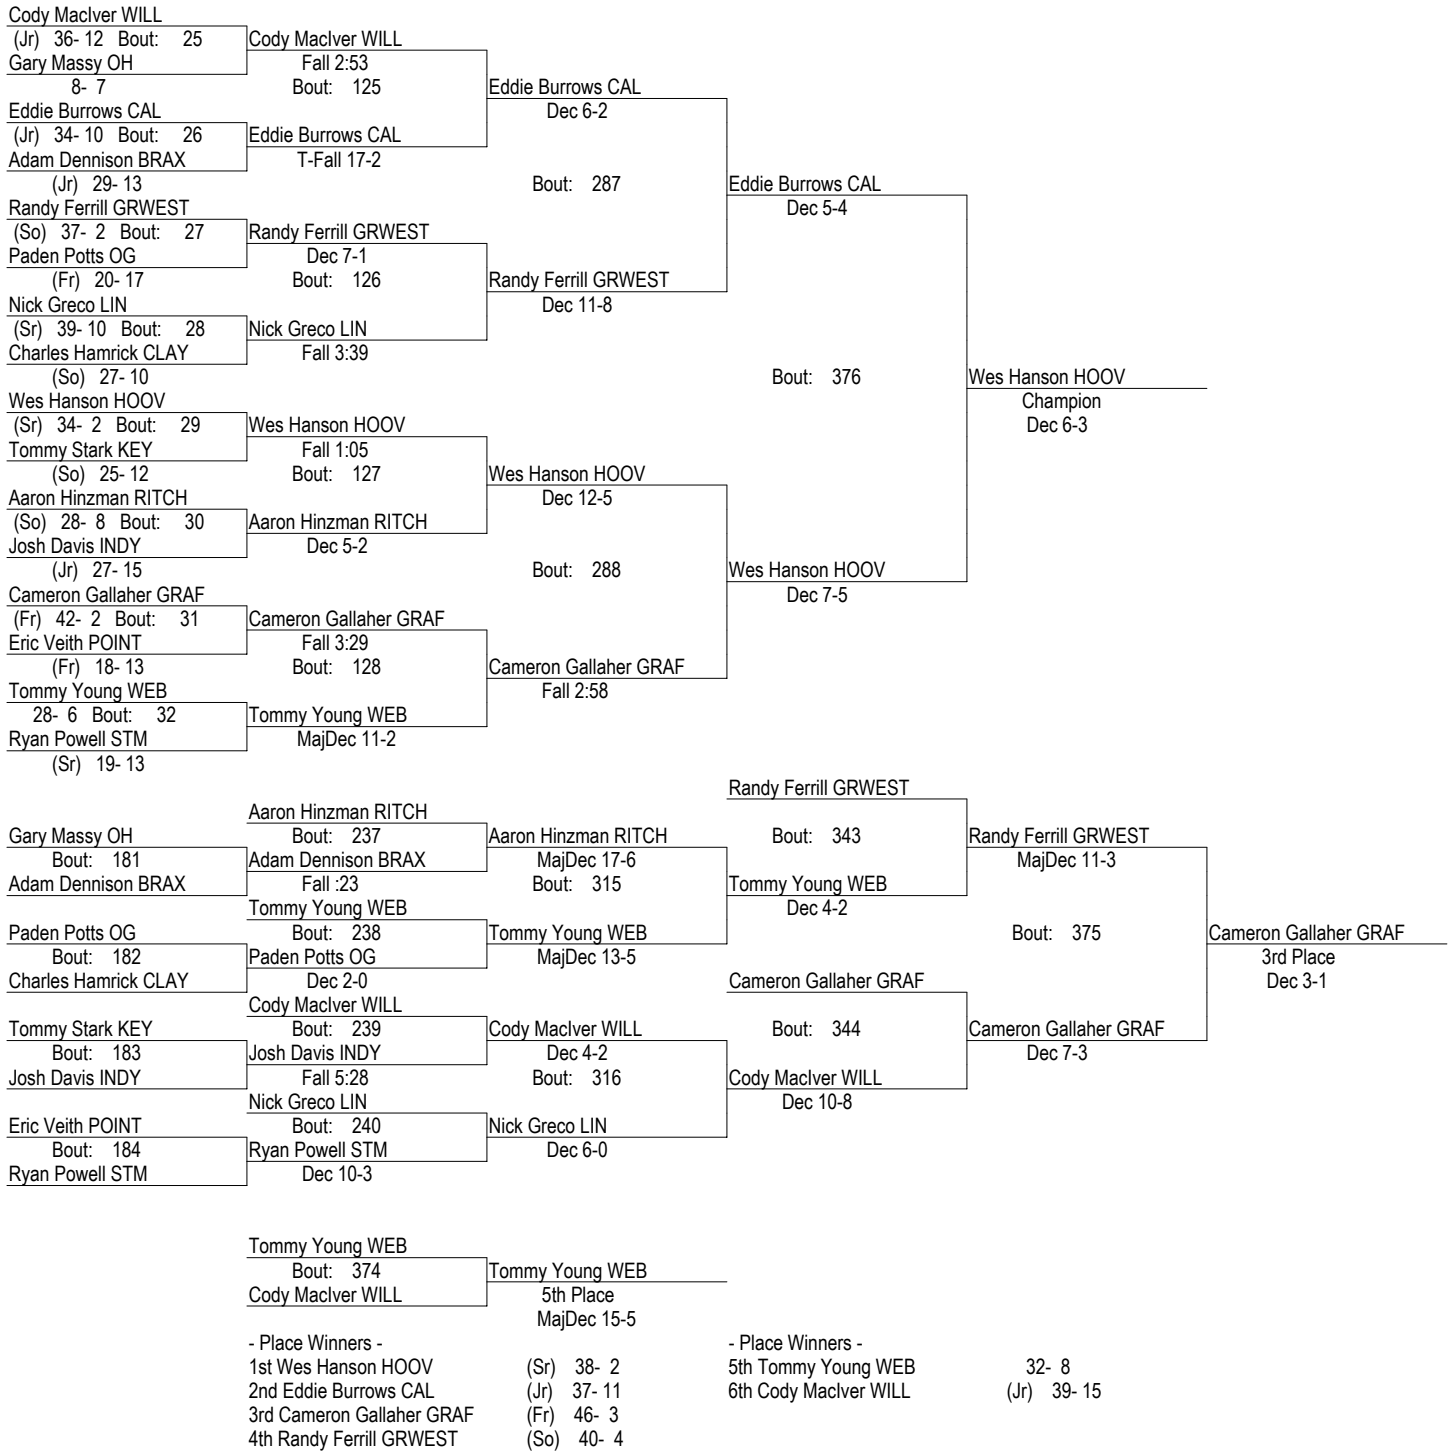 Cody MacIver WILL
(Jr) 36- 12 Bout: 25 Cody MacIver WILL
Gary Massy OH Fall 2:53
8- 7 Bout: 125 Eddie Burrows CAL
Eddie Burrows CAL Dec 6-2
(Jr) 34- 10 Bout: 26 Eddie Burrows CAL
Adam Dennison BRAX T-Fall 17-2
(Jr) 29- 13 Bout: 287 Eddie Burrows CAL
Randy Ferrill GRWEST Dec 5-4
(So) 37- 2 Bout: 27 Randy Ferrill GRWEST
Paden Potts OG Dec 7-1
(Fr) 20- 17 Bout: 126 Randy Ferrill GRWEST
Nick Greco LIN Dec 11-8
(Sr) 39- 10 Bout: 28 Nick Greco LIN
Charles Hamrick CLAY Fall 3:39
(So) 27- 10 Bout: 376 Wes Hanson HOOV
Wes Hanson HOOV Champion
(Sr) 34- 2 Bout: 29 Wes Hanson HOOV Dec 6-3
Tommy Stark KEY Fall 1:05
(So) 25- 12 Bout: 127 Wes Hanson HOOV
Aaron Hinzman RITCH Dec 12-5
(So) 28- 8 Bout: 30 Aaron Hinzman RITCH
Josh Davis INDY Dec 5-2
(Jr) 27- 15 Bout: 288 Wes Hanson HOOV
Cameron Gallaher GRAF Dec 7-5
(Fr) 42- 2 Bout: 31 Cameron Gallaher GRAF
Eric Veith POINT Fall 3:29
(Fr) 18- 13 Bout: 128 Cameron Gallaher GRAF
Tommy Young WEB Fall 2:58
28- 6 Bout: 32 Tommy Young WEB
Ryan Powell STM MajDec 11-2
(Sr) 19- 13
Randy Ferrill GRWEST
Aaron Hinzman RITCH
Gary Massy OH Bout: 237 Aaron Hinzman RITCH Bout: 343 Randy Ferrill GRWEST
Bout: 181 Adam Dennison BRAX MajDec 17-6 MajDec 11-3
Adam Dennison BRAX Fall :23 Bout: 315 Tommy Young WEB
Tommy Young WEB Dec 4-2
Paden Potts OG Bout: 238 Tommy Young WEB Bout: 375 Cameron Gallaher GRAF
Bout: 182 Paden Potts OG MajDec 13-5 3rd Place
Charles Hamrick CLAY Dec 2-0 Cameron Gallaher GRAF Dec 3-1
Cody MacIver WILL
Tommy Stark KEY Bout: 239 Cody MacIver WILL Bout: 344 Cameron Gallaher GRAF
Bout: 183 Josh Davis INDY Dec 4-2 Dec 7-3
Josh Davis INDY Fall 5:28 Bout: 316 Cody MacIver WILL
Nick Greco LIN Dec 10-8
Eric Veith POINT Bout: 240 Nick Greco LIN
Bout: 184 Ryan Powell STM Dec 6-0
Ryan Powell STM Dec 10-3
Tommy Young WEB
Bout: 374 Tommy Young WEB
Cody MacIver WILL 5th Place
MajDec 15-5
- Place Winners - - Place Winners -
1st Wes Hanson HOOV (Sr) 38- 2 5th Tommy Young WEB 32- 8
2nd Eddie Burrows CAL (Jr) 37- 11 6th Cody MacIver WILL (Jr) 39- 15
3rd Cameron Gallaher GRAF (Fr) 46- 3
4th Randy Ferrill GRWEST (So) 40- 4